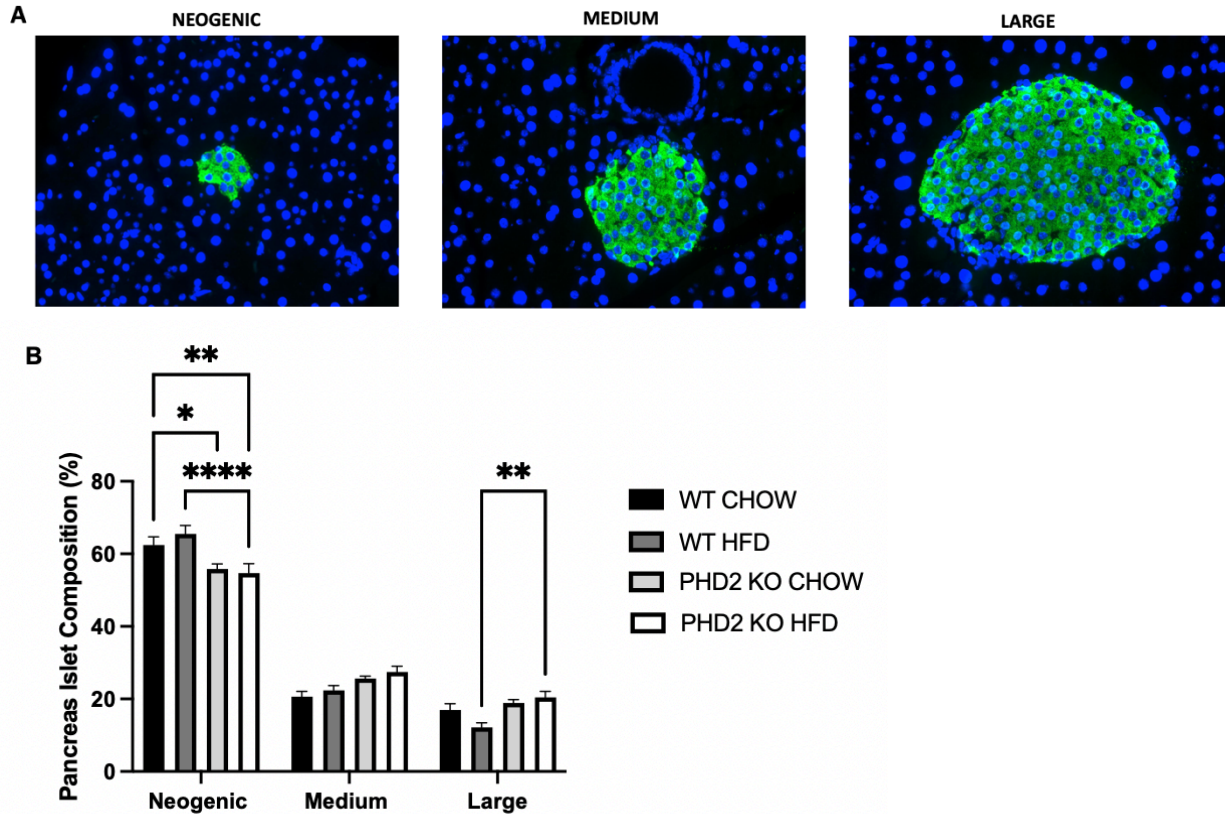 A
NEOGENIC
MEDIUM
LARGE
B
**
*
****
**
Pancreas Islet Composition (%)
80
60
40
20
0
Neogenic
Medium
Large
WT CHOW
WT HFD
PHD2 KO CHOW
PHD2 KO HFD